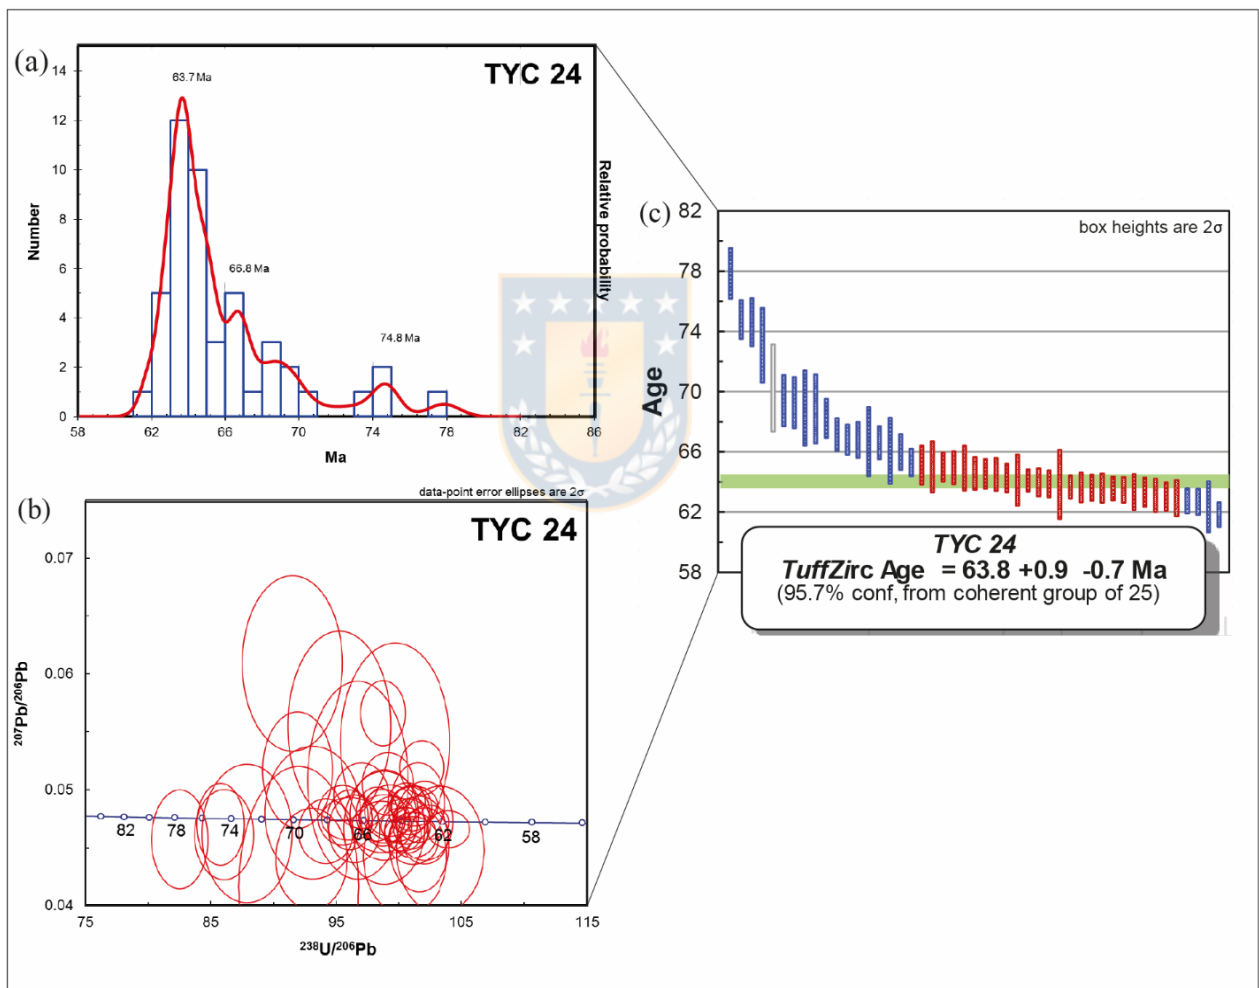 (a)
TYC 24
63.7 Ma
66.8 Ma
74.8 Ma
Number
14
12
10
8
6
4
2
0
58 62 66 70 74 78 82 86
Ma
Relative probability
(b)
data-point error ellipses are 2σ
TYC 24
²⁰⁷Pb/²⁰⁶Pb
0.07
0.06
0.05
0.04
82 78 74 70 66 62 58
75 85 95 105 115
²³⁸U/²⁰⁶Pb
(c)
box heights are 2σ
Age
82
78
74
70
66
62
58
TYC 24
TuffZirc Age = 63.8 +0.9 -0.7 Ma
(95.7% conf, from coherent group of 25)